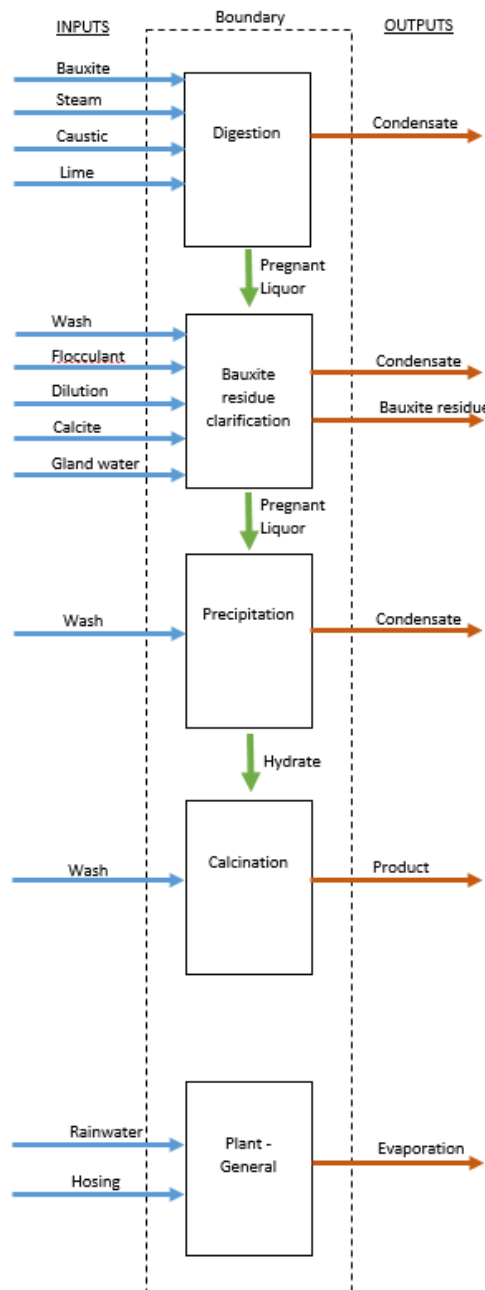 INPUTS
Boundary
OUTPUTS
Bauxite
Steam
Caustic
Lime
Digestion
Condensate
Pregnant
Liquor
Wash
Flocculant
Dilution
Calcite
Gland water
Bauxite
residue
clarification
Condensate
Bauxite residue
Pregnant
Liquor
Wash
Precipitation
Condensate
Hydrate
Wash
Calcination
Product
Rainwater
Hosing
Plant -
General
Evaporation